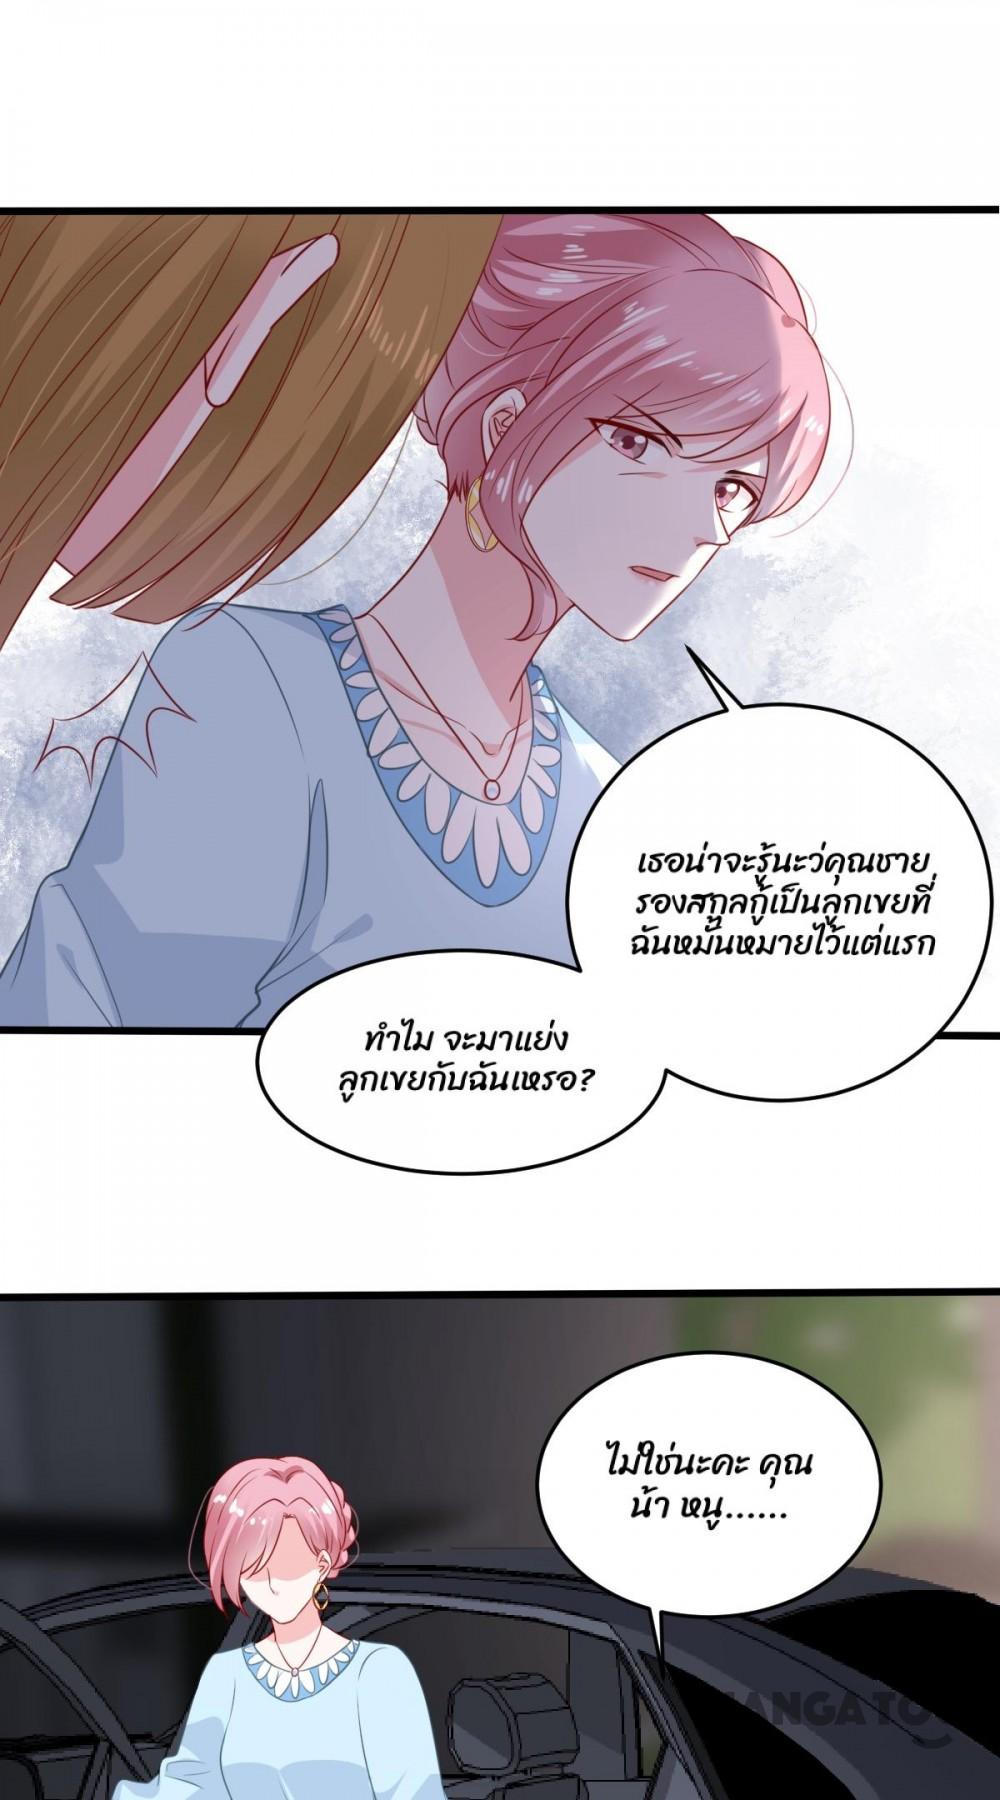 เธอน่าจะรู้นะว่คุณชาย
รองสกุลกู้เป็นลูกเขยที่
ฉันหมั้นหมายไว้แต่แรก
ทำไม จะมาแย่ง
ลูกเขยกับฉันเหรอ?
ไม่ใช่นะคะ คุณ
น้า หนู......
MANGA TOON